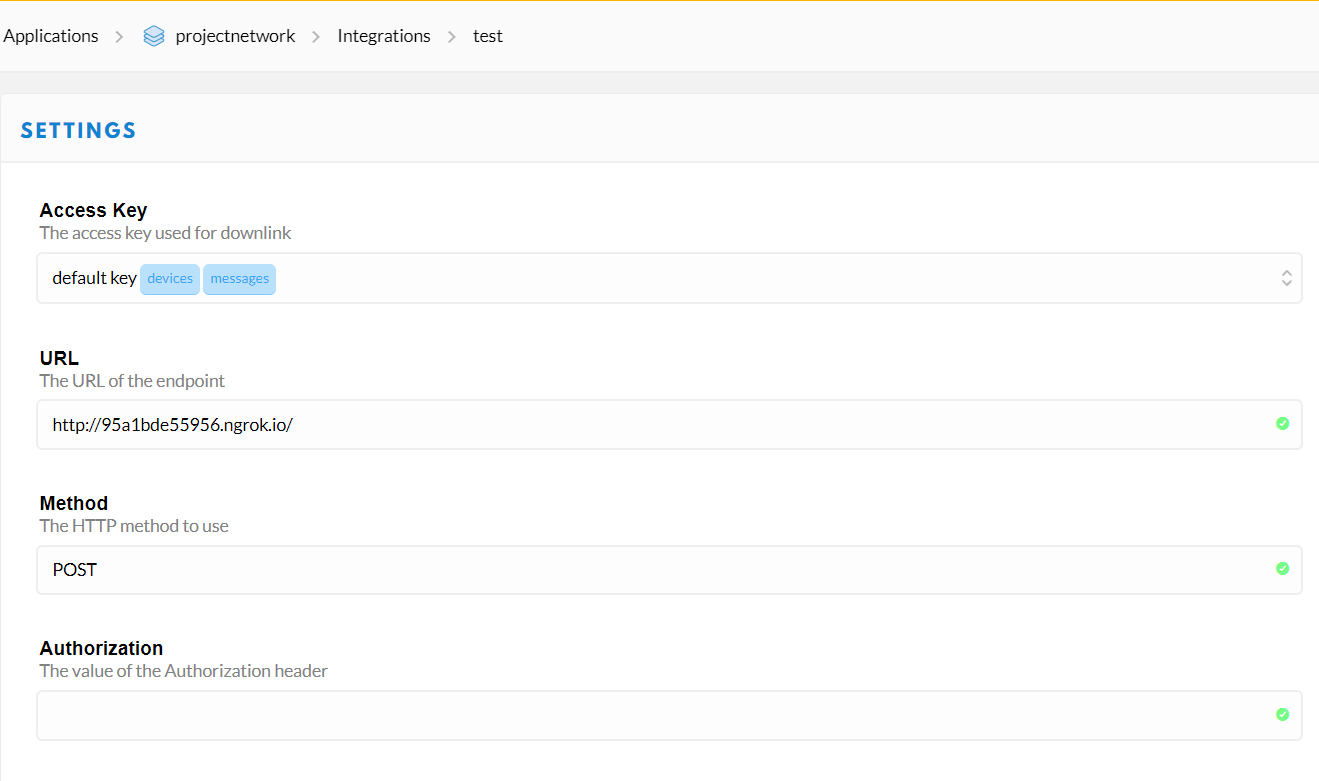 Applications > projectnetwork > Integrations > test
SETTINGS
Access Key
The access key used for downlink
default key devices messages
URL
The URL of the endpoint
http://95a1bde55956.ngrok.io/
Method
The HTTP method to use
POST
Authorization
The value of the Authorization header